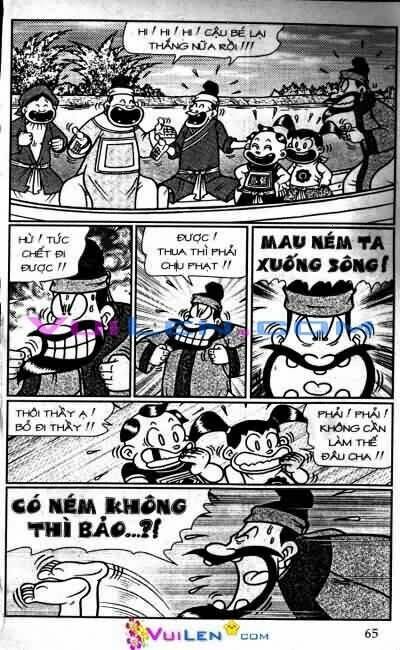 HI! HI! HI! CẬU BÉ LẠI
THẮNG NỮA RỒI!!!
HỪ! TỨC
CHẾT ĐI
ĐƯỢC!!
ĐƯỢC!
THUA THÌ PHẢI
CHỊU PHẠT!!
MAU NÉM TA
XUỐNG SÔNG!
VUILEN.COM
THÔI THẦY Ạ!
BỎ ĐI THẦY!!
PHẢI! PHẢI!
KHÔNG CẦN
LÀM THẾ
ĐÂU CHA!!
CÓ NÉM KHÔNG
THÌ BẢO...?!
65
VUILEN.COM